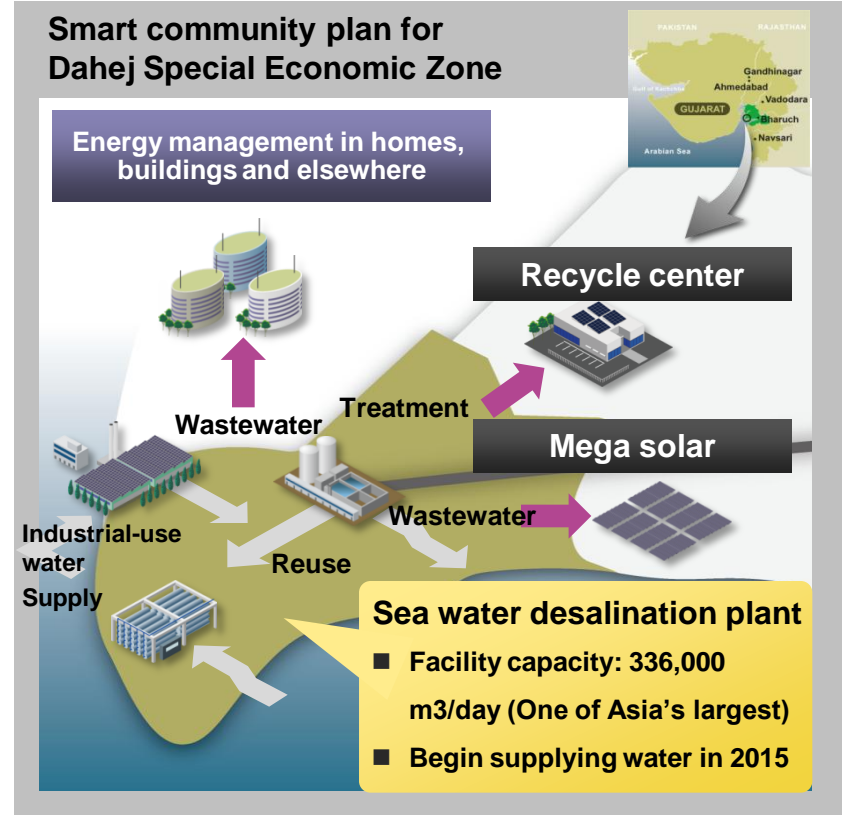 Smart community plan for
Dahej Special Economic Zone
PAKISTAN
RAJASTHAN
Gandhinagar
Ahmedabad
Vadodara
GUJARAT
Bharuch
Navsari
Arabian Sea
Energy management in homes,
buildings and elsewhere
Recycle center
Treatment
Wastewater
Mega solar
Wastewater
Industrial-use
water
Supply
Reuse
Sea water desalination plant
■ Facility capacity: 336,000
m3/day (One of Asia’s largest)
■ Begin supplying water in 2015